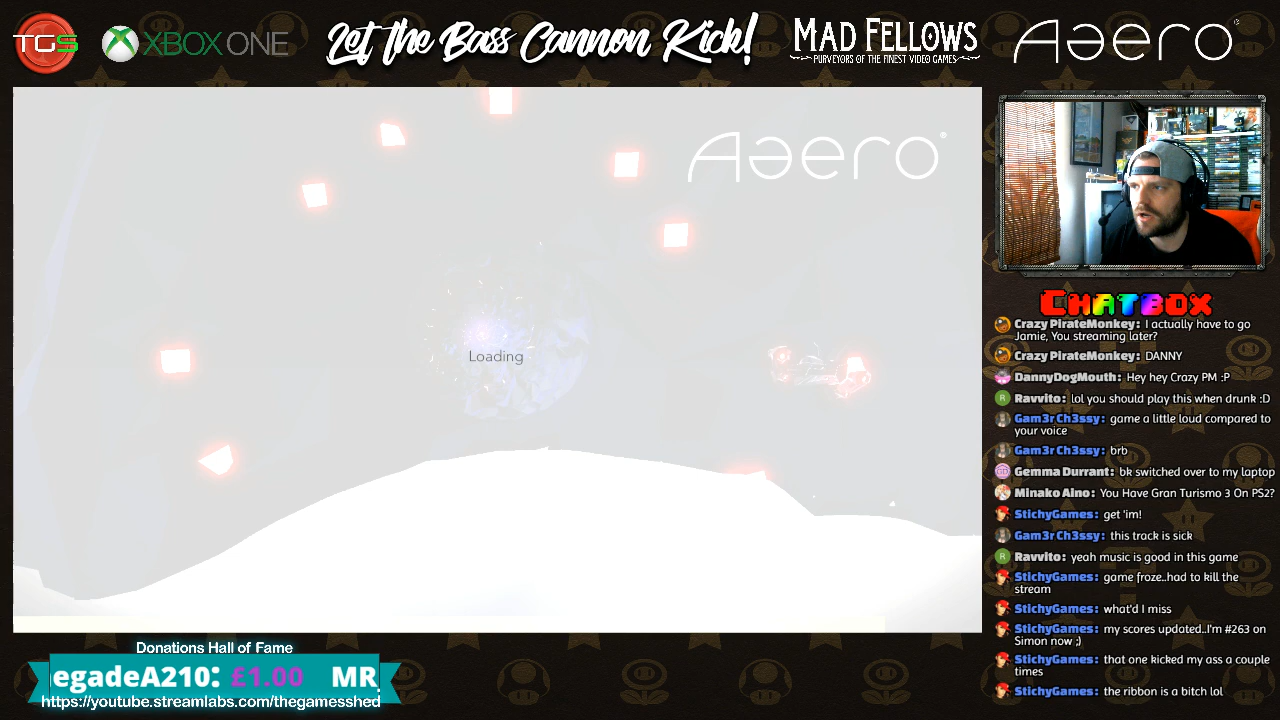 TGS XBOX ONE Let the Bass Cannon Kick! MAD FELLOWS Aaero
PURVEYORS OF THE FINEST VIDEO GAMES
Aaero
Loading
CHATBOX
Crazy PirateMonkey: I actually have to go
Jamie, You streaming later?
Crazy PirateMonkey: DANNY
DannyDogMouth: Hey hey Crazy PM :P
Ravvito: lol you should play this when drunk :D
Gam3r Ch3ssy: game a little loud compared to
your voice
Gam3r Ch3ssy: brb
Gemma Durrant: bk switched over to my laptop
Minako Aino: You Have Gran Turismo 3 On PS2?
StichyGames: get 'im!
Gam3r Ch3ssy: this track is sick
Ravvito: yeah music is good in this game
StichyGames: game froze..had to kill the
stream
StichyGames: what'd I miss
StichyGames: my scores updated..I'm #263 on
Simon now ;)
StichyGames: that one kicked my ass a couple
times
StichyGames: the ribbon is a bitch lol
Donations Hall of Fame
egadeA210: £1.00 MR
https://youtube.streamlabs.com/thegamesshed